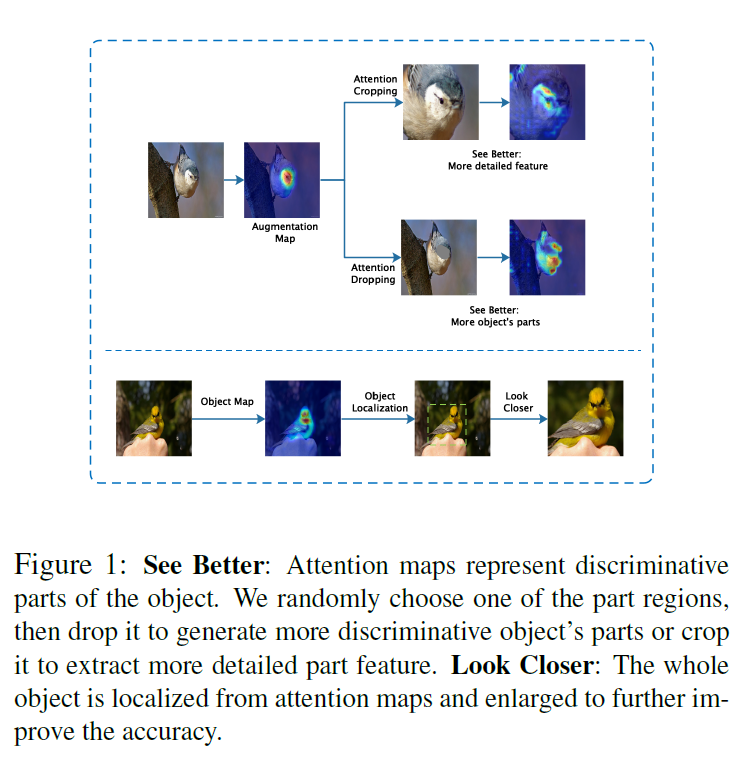 Attention
Cropping
See Better:
More detailed feature
Augmentation
Map
Attention
Dropping
See Better:
More object's parts
Object Map
Object
Localization
Look
Closer
Figure 1: See Better: Attention maps represent discriminative
parts of the object. We randomly choose one of the part regions,
then drop it to generate more discriminative object's parts or crop
it to extract more detailed part feature. Look Closer: The whole
object is localized from attention maps and enlarged to further im-
prove the accuracy.